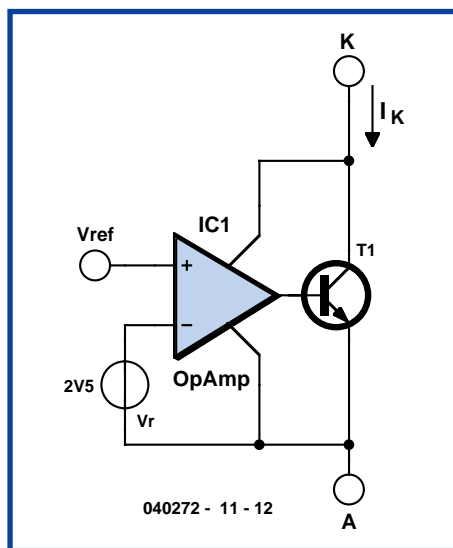 K
I K
IC1
Vref
T1
+
−
OpAmp
2V5
Vr
040272 - 11 - 12
A